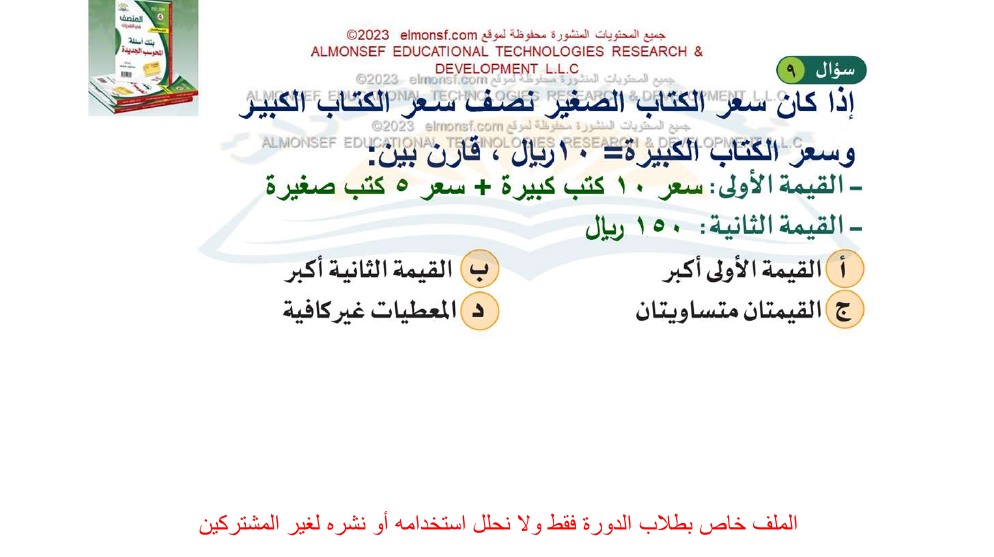 جميع المحتويات المنشورة محفوظة لموقع elmonsf.com ©2023
ALMONSEF EDUCATIONAL TECHNOLOGIES RESEARCH &
DEVELOPMENT L.L.C
جميع المحتويات المنشورة محفوظة لموقع elmonsf.com ©2023
ALMONSEF EDUCATIONAL TECHNOLOGIES RESEARCH & DEVELOPMENT L.L.C
جميع المحتويات المنشورة محفوظة لموقع elmonsf.com ©2023
ALMONSEF EDUCATIONAL TECHNOLOGIES RESEARCH & DEVELOPMENT L.L.C
المنصف
بنك أسئلة
المحوسب الجديدة
سؤال ٩
إذا كان سعر الكتاب الصغير نصف سعر الكتاب الكبير
وسعر الكتاب الكبيرة= ١٠ريال ، قارن بين:
– القيمة الأولى: سعر ١٠ كتب كبيرة + سعر ٥ كتب صغيرة
– القيمة الثانية: ١٥٠ ريال
أ القيمة الأولى أكبر
ب القيمة الثانية أكبر
ج القيمتان متساويتان
د المعطيات غير كافية
الملف خاص بطلاب الدورة فقط ولا نحلل استخدامه أو نشره لغير المشتركين